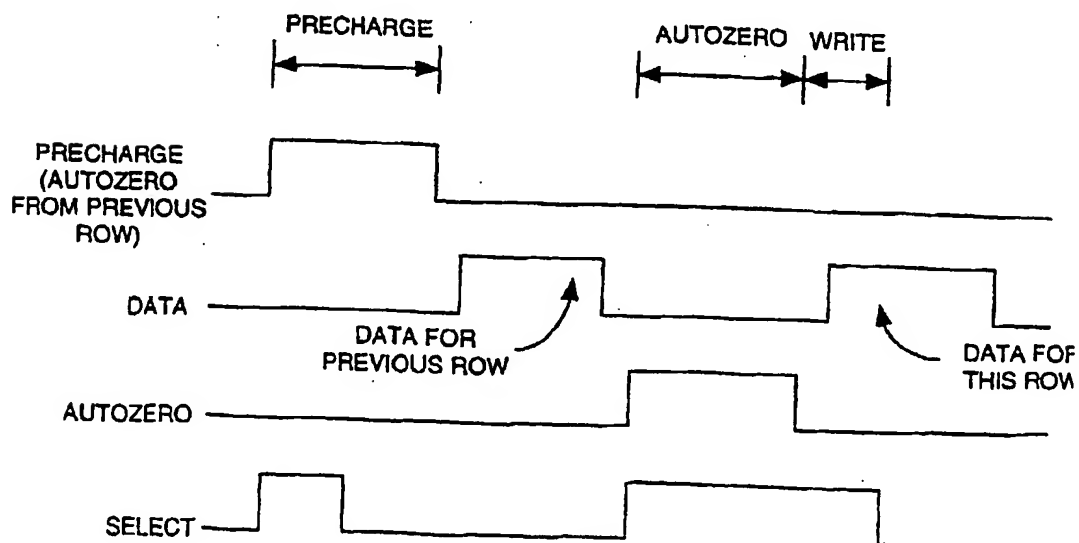 PRECHARGE
AUTOZERO
WRITE
PRECHARGE
(AUTOZERO
FROM PREVIOUS
ROW)
DATA
DATA FOR
PREVIOUS ROW
DATA FOR
THIS ROW
AUTOZERO
SELECT